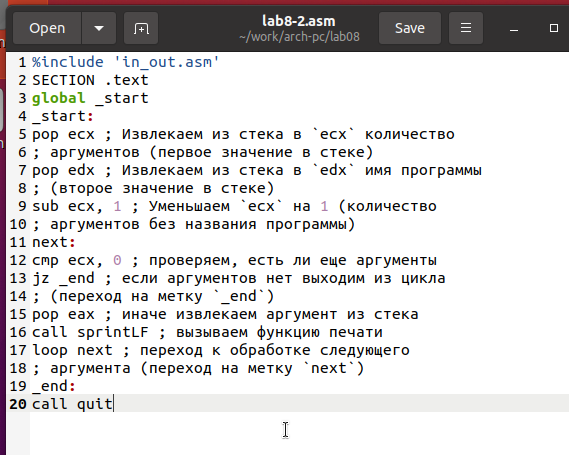 Open
lab8-2.asm
~/work/arch-pc/lab08
Save
1 %include 'in_out.asm'
2 SECTION .text
3 global _start
4 _start:
5 pop ecx ; Извлекаем из стека в `ecx` количество
6 ; аргументов (первое значение в стеке)
7 pop edx ; Извлекаем из стека в `edx` имя программы
8 ; (второе значение в стеке)
9 sub ecx, 1 ; Уменьшаем `ecx` на 1 (количество
10 ; аргументов без названия программы)
11 next:
12 cmp ecx, 0 ; проверяем, есть ли еще аргументы
13 jz _end ; если аргументов нет выходим из цикла
14 ; (переход на метку `_end`)
15 pop eax ; иначе извлекаем аргумент из стека
16 call sprintLF ; вызываем функцию печати
17 loop next ; переход к обработке следующего
18 ; аргумента (переход на метку `next`)
19 _end:
20 call quit